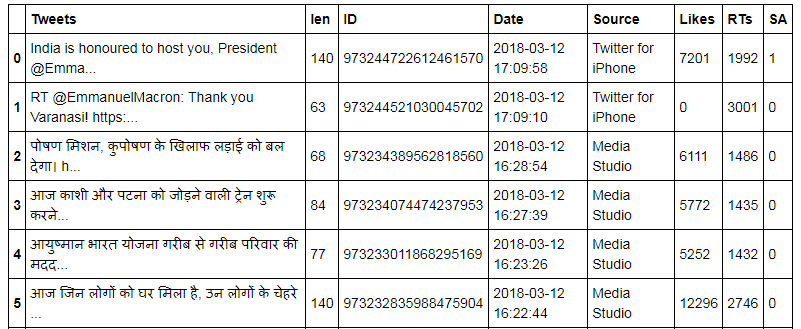 Tweets len ID Date Source Likes RTs SA
0 India is honoured to host you, President @Emma... 140 973244722612461570 2018-03-12 17:09:58 Twitter for iPhone 7201 1992 1
1 RT @EmmanuelMacron: Thank you Varanasi! https:... 63 973244521030045702 2018-03-12 17:09:10 Twitter for iPhone 0 3001 0
2 पोषण मिशन, कुपोषण के खिलाफ लड़ाई को बल देगा। h... 68 973234389562818560 2018-03-12 16:28:54 Media Studio 6111 1486 0
3 आज काशी और पटना को जोड़ने वाली ट्रेन शुरू करने... 84 973234074474237953 2018-03-12 16:27:39 Media Studio 5772 1435 0
4 आयुष्मान भारत योजना गरीब से गरीब परिवार की मदद... 77 973233011868295169 2018-03-12 16:23:26 Media Studio 5252 1432 0
5 आज जिन लोगों को घर मिला है, उन लोगों के चेहरे ... 140 973232835988475904 2018-03-12 16:22:44 Media Studio 12296 2746 0